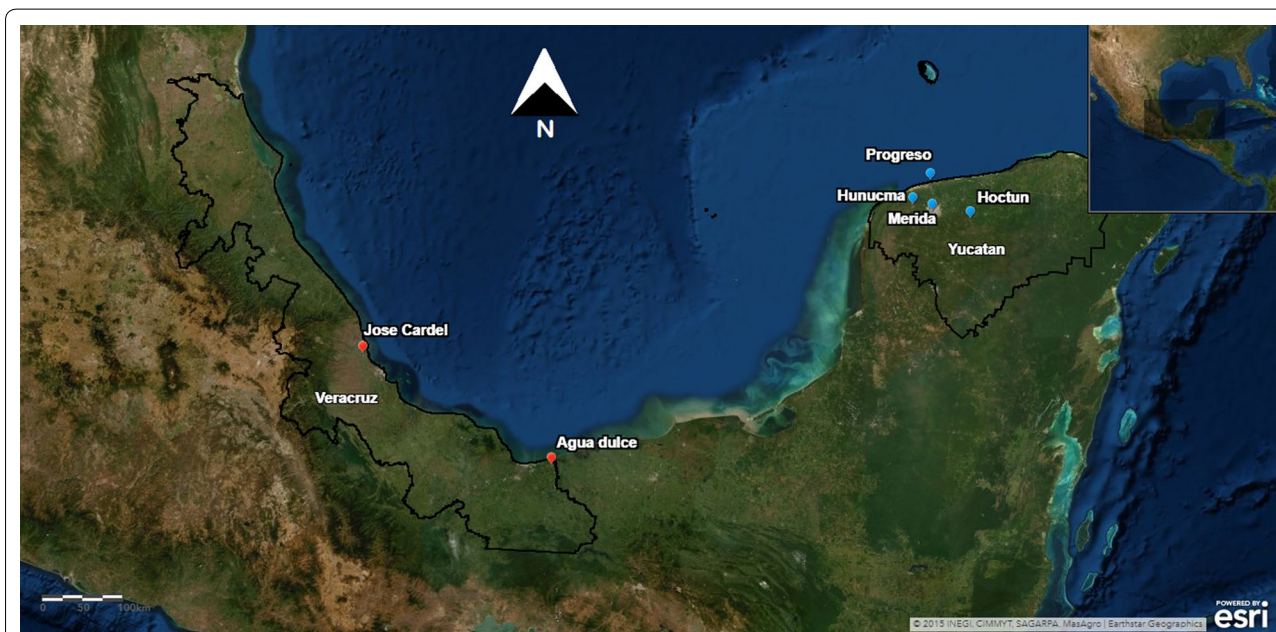 N
Progreso
Hunucma
Hoctun
Merida
Yucatan
Jose Cardel
Veracruz
Agua dulce
0 50 100km
© 2015 INEGI, CIMMYT, SAGARPA, MasAgro | Earthstar Geographics
POWERED BY
esri